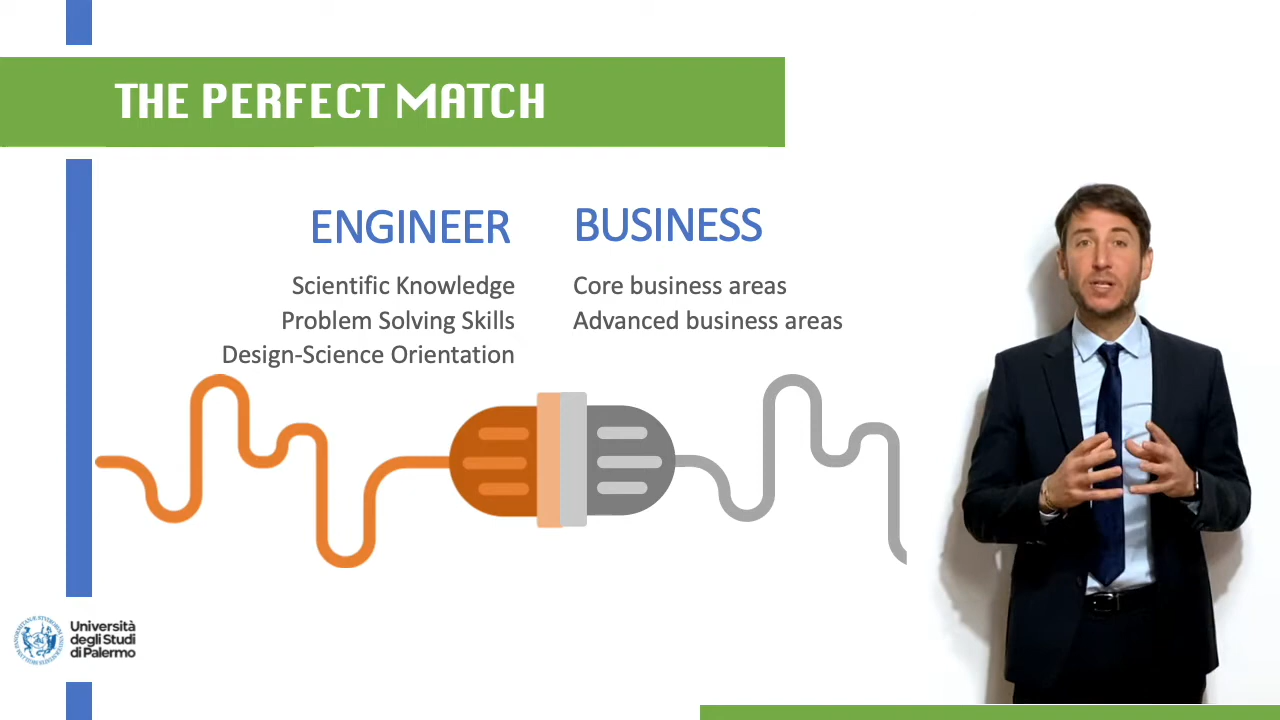 THE PERFECT MATCH
ENGINEER
Scientific Knowledge
Problem Solving Skills
Design-Science Orientation
BUSINESS
Core business areas
Advanced business areas
Università
degli Studi
di Palermo